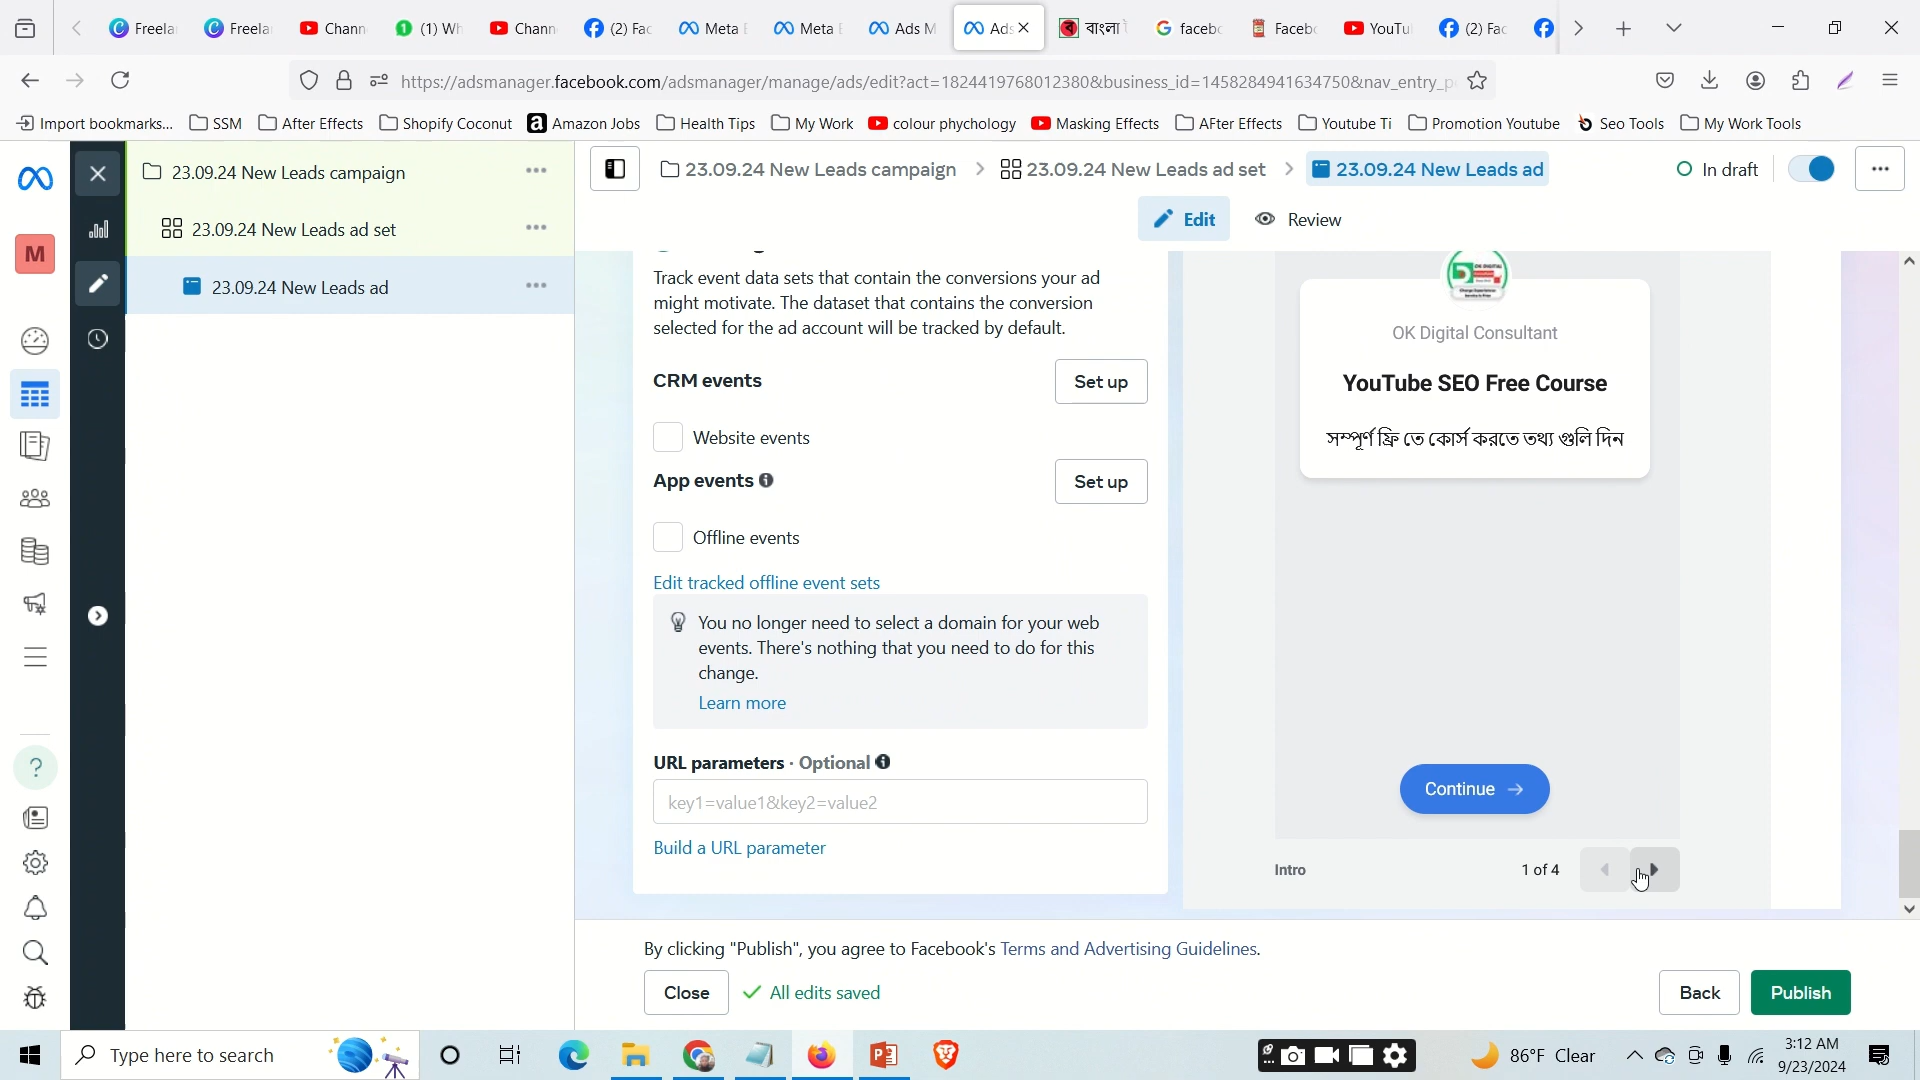 Freela
Freela
Chann
(1) Wh
Chann
(2) Fac
Meta E
Meta E
Ads M
Ads
বাংলা
facebo
Facebo
YouTu
(2) Fac
https://adsmanager.facebook.com/adsmanager/manage/ads/edit?act=1824419768012380&business_id=1458284941634750&nav_entry_p
Import bookmarks...
SSM
After Effects
Shopify Coconut
Amazon Jobs
Health Tips
My Work
colour phychology
Masking Effects
AFter Effects
Youtube Ti
Promotion Youtube
Seo Tools
My Work Tools
M
23.09.24 New Leads campaign
23.09.24 New Leads ad set
23.09.24 New Leads ad
23.09.24 New Leads campaign
23.09.24 New Leads ad set
23.09.24 New Leads ad
In draft
Edit
Review
Track event data sets that contain the conversions your ad
might motivate. The dataset that contains the conversion
selected for the ad account will be tracked by default.
CRM events
Set up
Website events
App events
Set up
Offline events
Edit tracked offline event sets
You no longer need to select a domain for your web
events. There's nothing that you need to do for this
change.
Learn more
URL parameters · Optional
key1=value1&key2=value2
Build a URL parameter
OK DIGITAL
OK Digital Consultant
YouTube SEO Free Course
সম্পূর্ণ ফ্রি তে কোর্স করতে তথ্য গুলি দিন
Continue
Intro
1 of 4
By clicking "Publish", you agree to Facebook's Terms and Advertising Guidelines.
Close
All edits saved
Back
Publish
Type here to search
86°F Clear
3:12 AM
9/23/2024